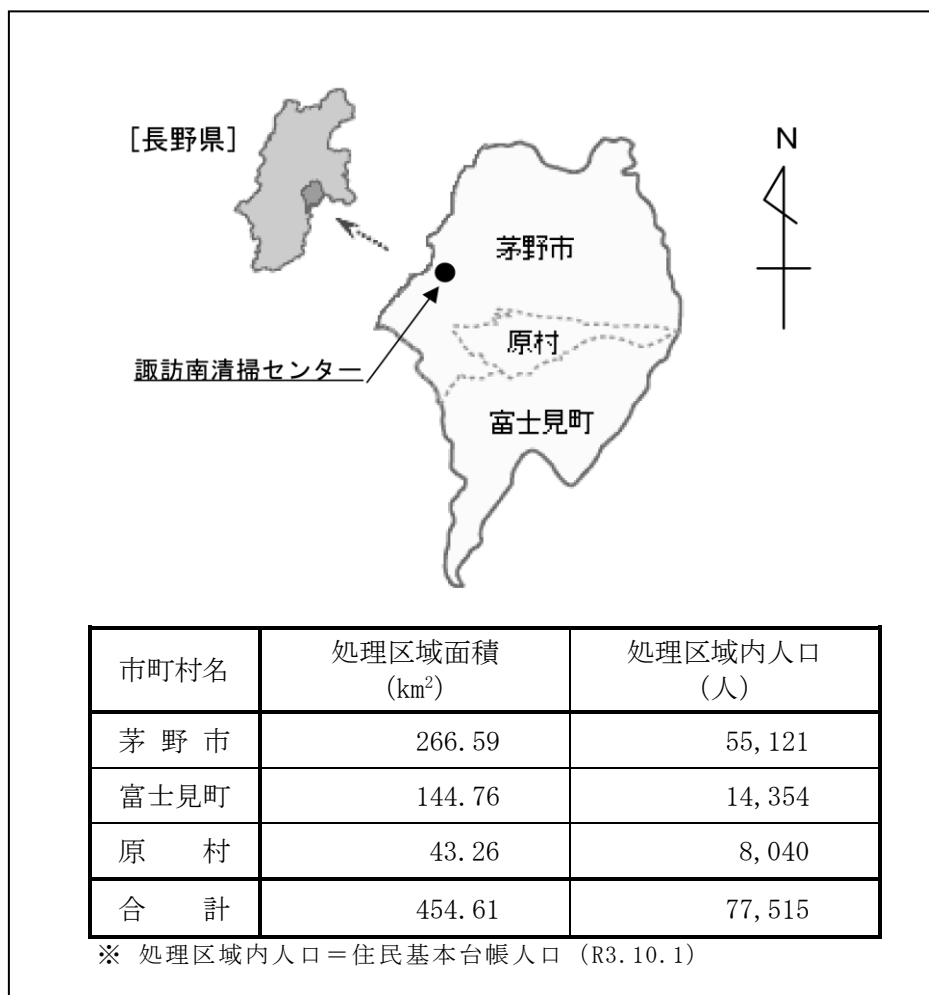 [長野県]
N
茅野市
原村
諏訪南清掃センター
富士見町
市町村名 処理区域面積 (km²) 処理区域内人口 (人)
茅野市 266.59 55,121
富士見町 144.76 14,354
原村 43.26 8,040
合計 454.61 77,515
※ 処理区域内人口＝住民基本台帳人口 (R3.10.1)